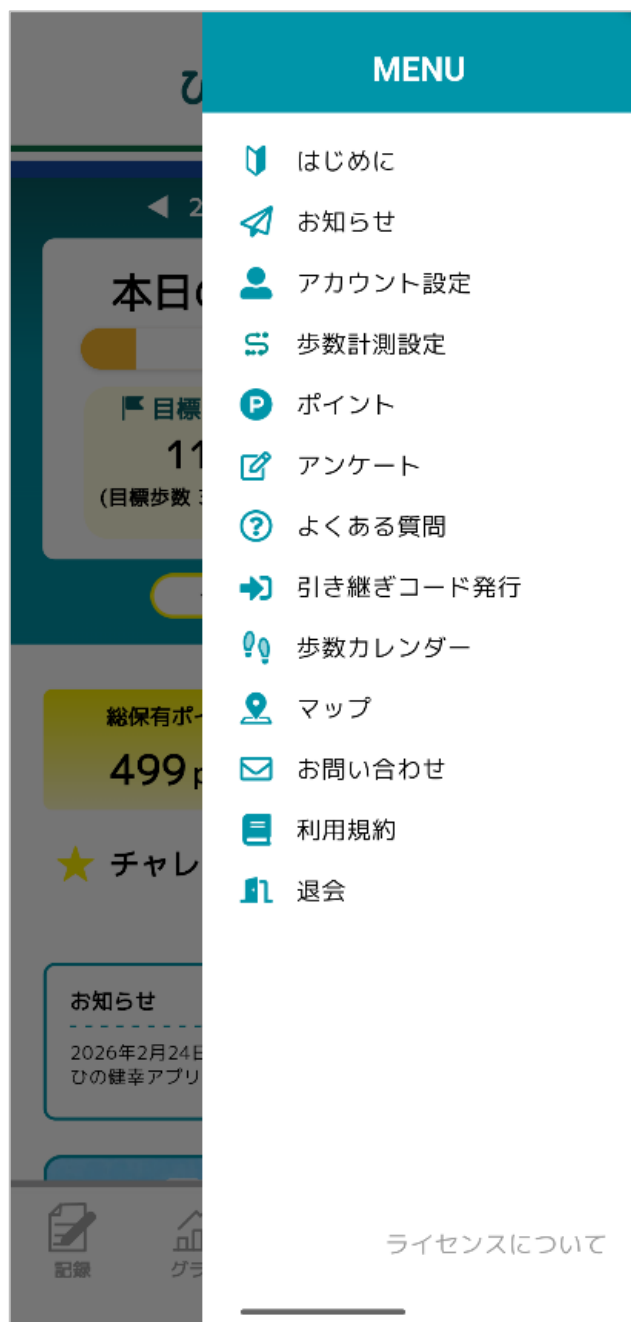 MENU
はじめに
お知らせ
アカウント設定
歩数計測設定
ポイント
アンケート
よくある質問
引き継ぎコード発行
歩数カレンダー
マップ
お問い合わせ
利用規約
退会
ライセンスについて
ひ
2
本日の
目標
11
(目標歩数
総保有ポイ
499 p
チャレ
お知らせ
2026年2月24日
ひの健幸アプリ
記録
グラ